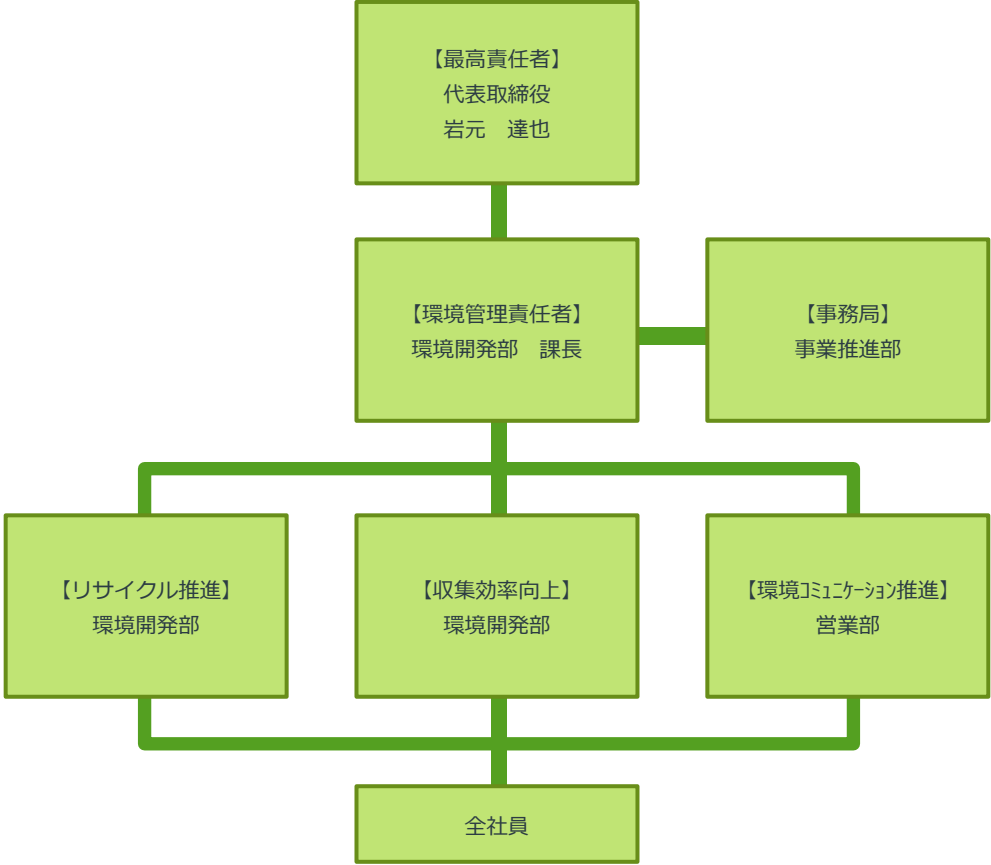 【最高責任者】
代表取締役
岩元　達也
【環境管理責任者】
環境開発部　課長
【事務局】
事業推進部
【リサイクル推進】
環境開発部
【収集効率向上】
環境開発部
【環境ｺﾐｭﾆｹｰｼｮﾝ推進】
営業部
全社員